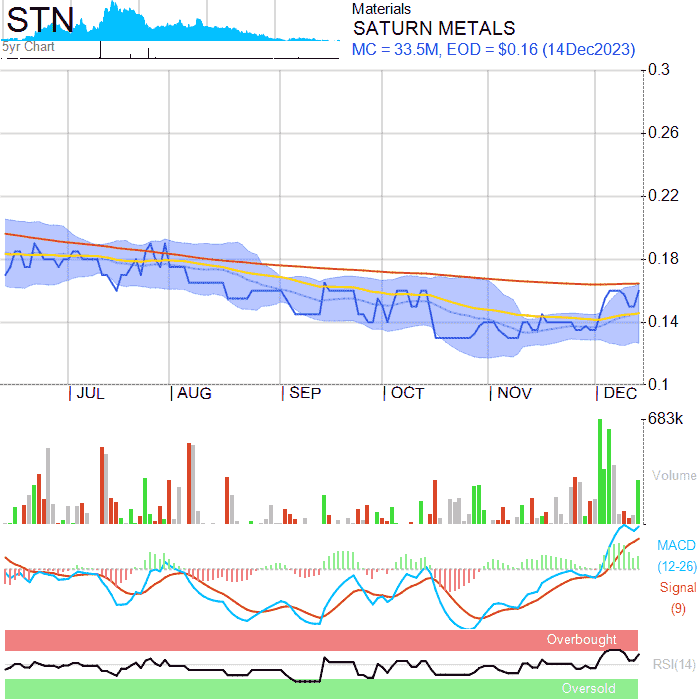 STN
5yr Chart
Materials
SATURN METALS
MC = 33.5M, EOD = $0.16 (14Dec2023)
0.3
0.26
0.22
0.18
0.14
0.1
JUL AUG SEP OCT NOV DEC
683k
Volume
MACD
(12-26)
Signal
(9)
Overbought
RSI(14)
Oversold